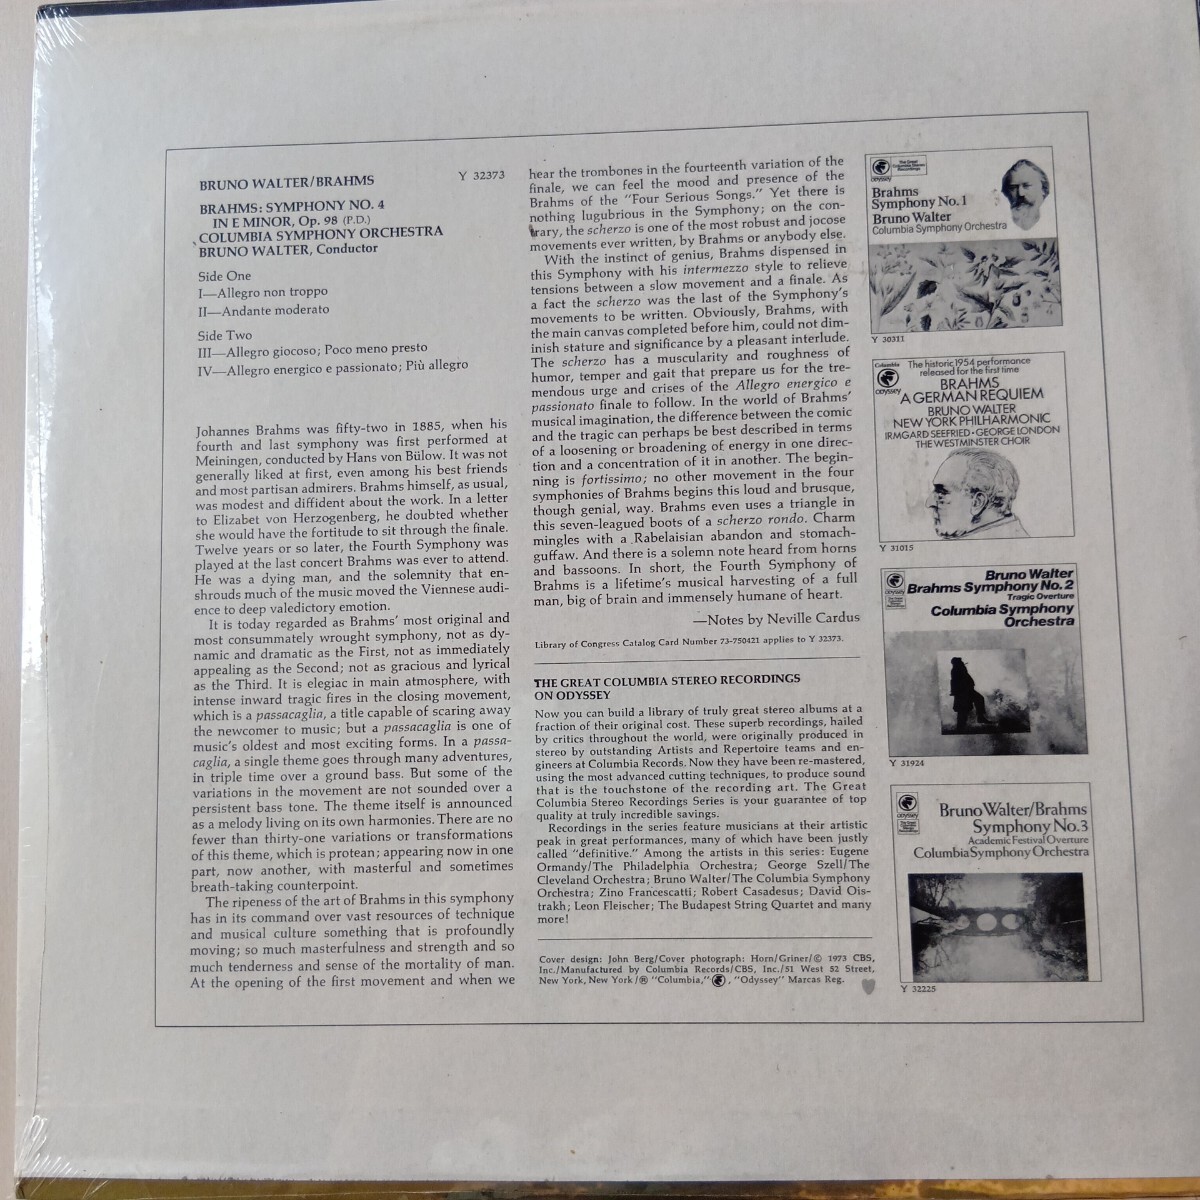 BRUNO WALTER/BRAHMS
Y 32373
BRAHMS: SYMPHONY NO. 4
IN E MINOR, Op. 98 (P.D.)
COLUMBIA SYMPHONY ORCHESTRA
BRUNO WALTER, Conductor
Side One
I—Allegro non troppo
II—Andante moderato
Side Two
III—Allegro giocoso; Poco meno presto
IV—Allegro energico e passionato; Più allegro
Johannes Brahms was fifty-two in 1885, when his
fourth and last symphony was first performed at
Meiningen, conducted by Hans von Bülow. It was not
generally liked at first, even among his best friends
and most partisan admirers. Brahms himself, as usual,
was modest and diffident about the work. In a letter
to Elizabet von Herzogenberg, he doubted whether
she would have the fortitude to sit through the finale.
Twelve years or so later, the Fourth Symphony was
played at the last concert Brahms was ever to attend.
He was a dying man, and the solemnity that en-
shrouds much of the music moved the Viennese audi-
ence to deep valedictory emotion.
It is today regarded as Brahms' most original and
most consummately wrought symphony, not as dy-
namic and dramatic as the First, not as immediately
appealing as the Second; not as gracious and lyrical
as the Third. It is elegiac in main atmosphere, with
intense inward tragic fires in the closing movement,
which is a passacaglia, a title capable of scaring away
the newcomer to music; but a passacaglia is one of
music's oldest and most exciting forms. In a passa-
caglia, a single theme goes through many adventures,
in triple time over a ground bass. But some of the
variations in the movement are not sounded over a
persistent bass tone. The theme itself is announced
as a melody living on its own harmonies. There are no
fewer than thirty-one variations or transformations
of this theme, which is protean; appearing now in one
part, now another, with masterful and sometimes
breath-taking counterpoint.
The ripeness of the art of Brahms in this symphony
has in its command over vast resources of technique
and musical culture something that is profoundly
moving; so much masterfulness and strength and so
much tenderness and sense of the mortality of man.
At the opening of the first movement and when we
hear the trombones in the fourteenth variation of the
finale, we can feel the mood and presence of the
Brahms of the "Four Serious Songs." Yet there is
nothing lugubrious in the Symphony; on the con-
trary, the scherzo is one of the most robust and jocose
movements ever written, by Brahms or anybody else.
With the instinct of genius, Brahms dispensed in
this Symphony with his intermezzo style to relieve
tensions between a slow movement and a finale. As
a fact the scherzo was the last of the Symphony's
movements to be written. Obviously, Brahms, with
the main canvas completed before him, could not dim-
inish stature and significance by a pleasant interlude.
The scherzo has a muscularity and roughness of
humor, temper and gait that prepare us for the tre-
mendous urge and crises of the Allegro energico e
passionato finale to follow. In the world of Brahms'
musical imagination, the difference between the comic
and the tragic can perhaps be best described in terms
of a loosening or broadening of energy in one direc-
tion and a concentration of it in another. The begin-
ning is fortissimo; no other movement in the four
symphonies of Brahms begins this loud and brusque,
though genial, way. Brahms even uses a triangle in
this seven-leagued boots of a scherzo rondo. Charm
mingles with a Rabelaisian abandon and stomach-
guffaw. And there is a solemn note heard from horns
and bassoons. In short, the Fourth Symphony of
Brahms is a lifetime's musical harvesting of a full
man, big of brain and immensely humane of heart.
—Notes by Neville Cardus
Library of Congress Catalog Card Number 73-750421 applies to Y 32373.
THE GREAT COLUMBIA STEREO RECORDINGS
ON ODYSSEY
Now you can build a library of truly great stereo albums at a
fraction of their original cost. These superb recordings, hailed
by critics throughout the world, were originally produced in
stereo by outstanding Artists and Repertoire teams and en-
gineers at Columbia Records. Now they have been re-mastered,
using the most advanced cutting techniques, to produce sound
that is the touchstone of the recording art. The Great
Columbia Stereo Recordings Series is your guarantee of top
quality at truly incredible savings.
Recordings in the series feature musicians at their artistic
peak in great performances, many of which have been justly
called "definitive." Among the artists in this series: Eugene
Ormandy/The Philadelphia Orchestra; George Szell/The
Cleveland Orchestra; Bruno Walter/The Columbia Symphony
Orchestra; Zino Francescatti; Robert Casadesus; David Ois-
trakh; Leon Fleischer; The Budapest String Quartet and many
more!
Cover design: John Berg/Cover photograph: Horn/Griner/© 1973 CBS,
Inc./Manufactured by Columbia Records/CBS, Inc./51 West 52 Street,
New York, New York/® "Columbia," , "Odyssey" Marcas Reg.
odyssey
The Great
Columbia Stereo
Recordings
Brahms
Symphony No. 1
Bruno Walter
Columbia Symphony Orchestra
Y 30311
Columbia
odyssey
The historic 1954 performance
released for the first time
BRAHMS
A GERMAN REQUIEM
BRUNO WALTER
NEW YORK PHILHARMONIC
IRMGARD SEEFRIED · GEORGE LONDON
THE WESTMINSTER CHOIR
Y 31015
odyssey
Bruno Walter
Brahms Symphony No. 2
Tragic Overture
Columbia Symphony
Orchestra
Y 31924
odyssey
Bruno Walter/Brahms
Symphony No. 3
Academic Festival Overture
Columbia Symphony Orchestra
Y 32225